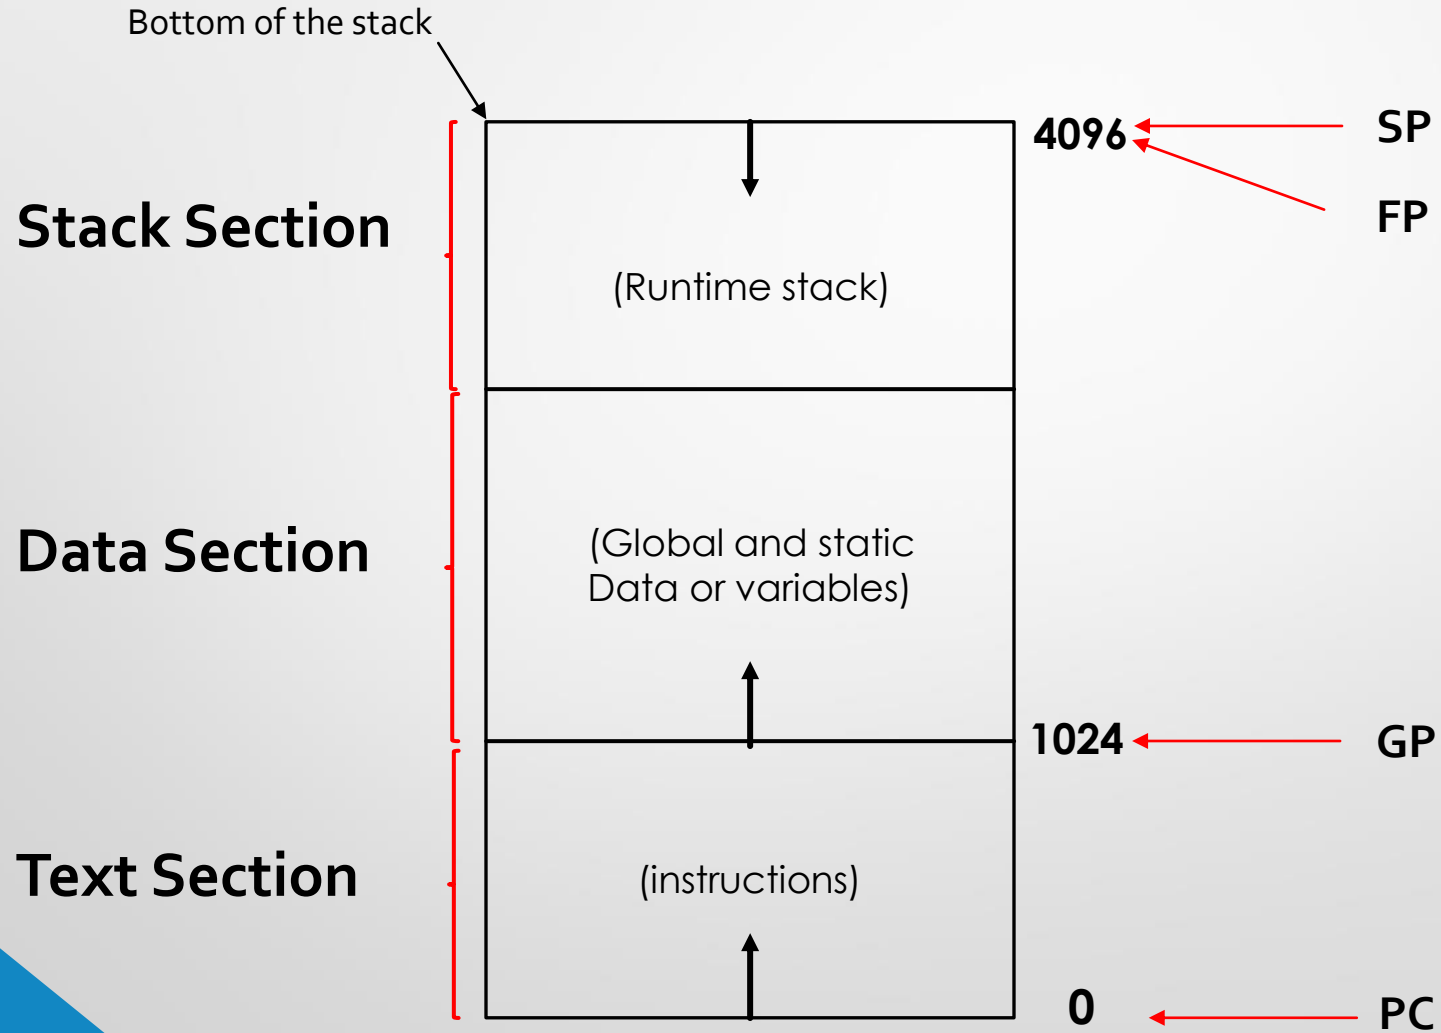 Bottom of the stack
4096
SP
FP
Stack Section
(Runtime stack)
Data Section
(Global and static
Data or variables)
1024
GP
Text Section
(instructions)
0
PC